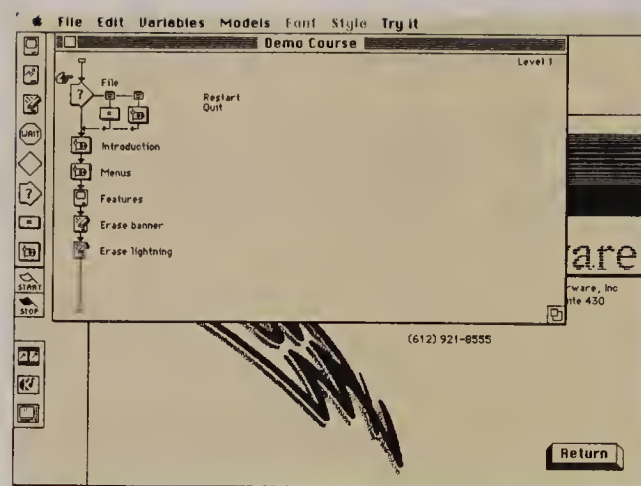 File Edit Variables Models Font Style Try it
Demo Course
Level 1
File
?
Restart
Quit
=
WAIT
Introduction
Menus
Features
?
Erase banner
=
Erase lightning
are
rware, Inc
ite 430
START
STOP
(612) 921-8555
Return